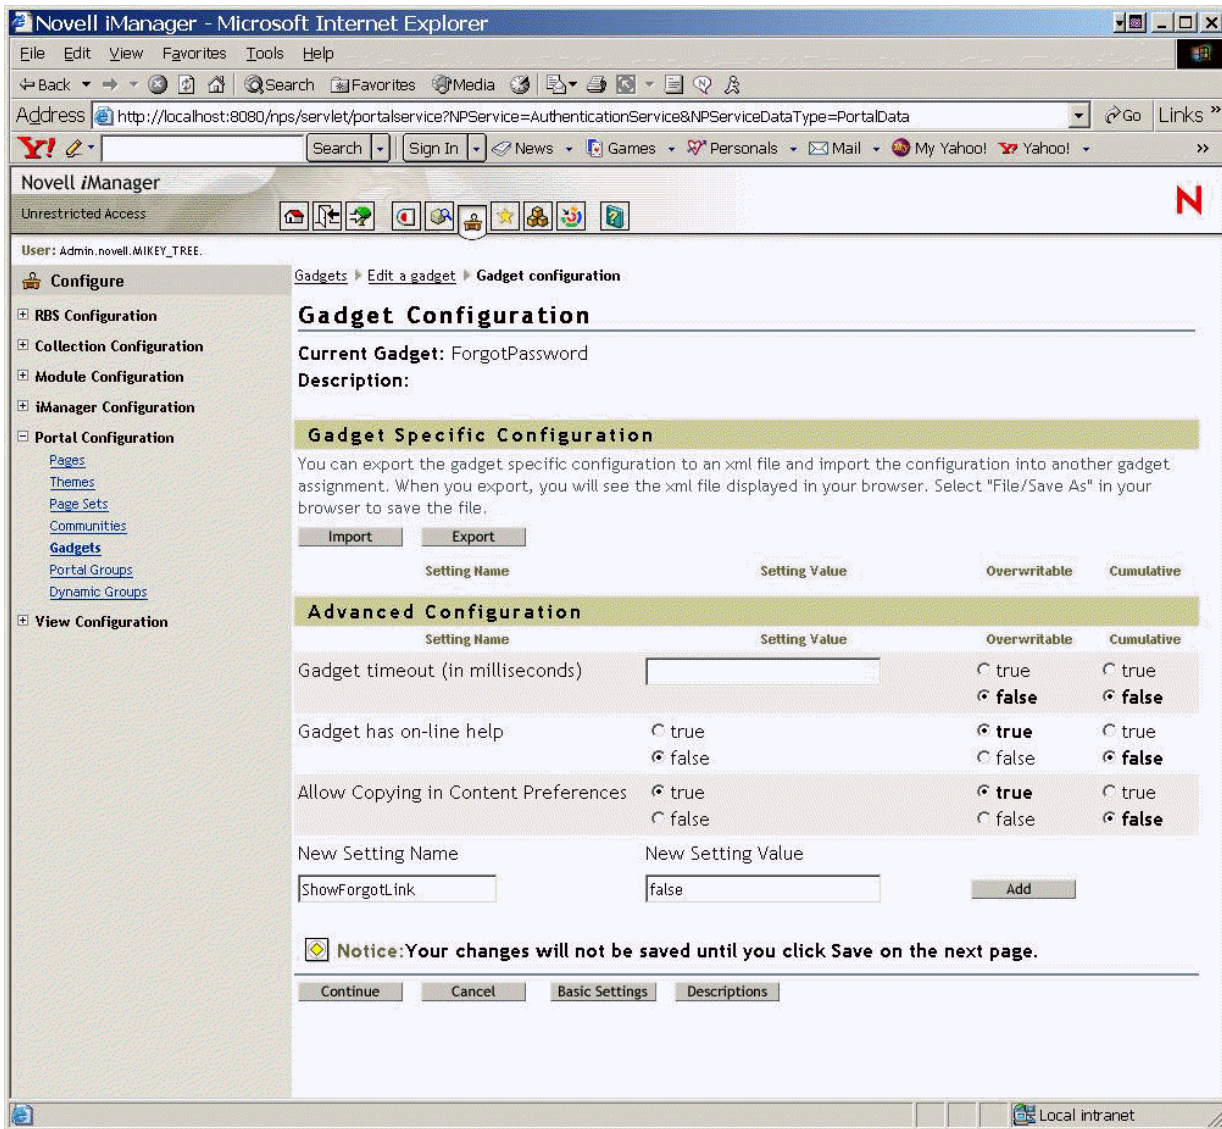 Novell iManager - Microsoft Internet Explorer
File Edit View Favorites Tools Help
Back Search Favorites Media
Address http://localhost:8080/nps/servlet/portalservice?NPService=AuthenticationService&NPServiceDataType=PortalData Go Links »
Y! Search Sign In News Games Personals Mail My Yahoo! Yahoo! »
Novell iManager
Unrestricted Access
N
User: Admin.novell.MIKEY_TREE.
Configure
RBS Configuration
Collection Configuration
Module Configuration
iManager Configuration
Portal Configuration
Pages
Themes
Page Sets
Communities
Gadgets
Portal Groups
Dynamic Groups
View Configuration
Gadgets Edit a gadget Gadget configuration
Gadget Configuration
Current Gadget: ForgotPassword
Description:
Gadget Specific Configuration
You can export the gadget specific configuration to an xml file and import the configuration into another gadget
assignment. When you export, you will see the xml file displayed in your browser. Select "File/Save As" in your
browser to save the file.
Import Export
Setting Name Setting Value Overwritable Cumulative
Advanced Configuration
Setting Name Setting Value Overwritable Cumulative
Gadget timeout (in milliseconds) true true
false false
Gadget has on-line help true true true
false false false
Allow Copying in Content Preferences true true true
false false false
New Setting Name New Setting Value
ShowForgotLink false Add
Notice:Your changes will not be saved until you click Save on the next page.
Continue Cancel Basic Settings Descriptions
Local intranet